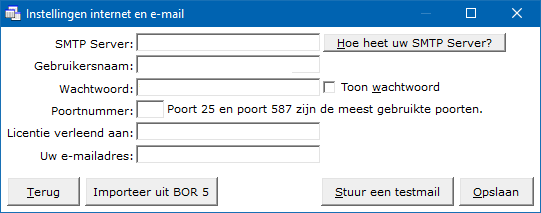 Instellingen internet en e-mail
SMTP Server: Hoe heet uw SMTP Server?
Gebruikersnaam:
Wachtwoord: Toon wachtwoord
Poortnummer: Poort 25 en poort 587 zijn de meest gebruikte poorten.
Licentie verleend aan:
Uw e-mailadres:
Terug Importeer uit BOR 5 Stuur een testmail Opslaan